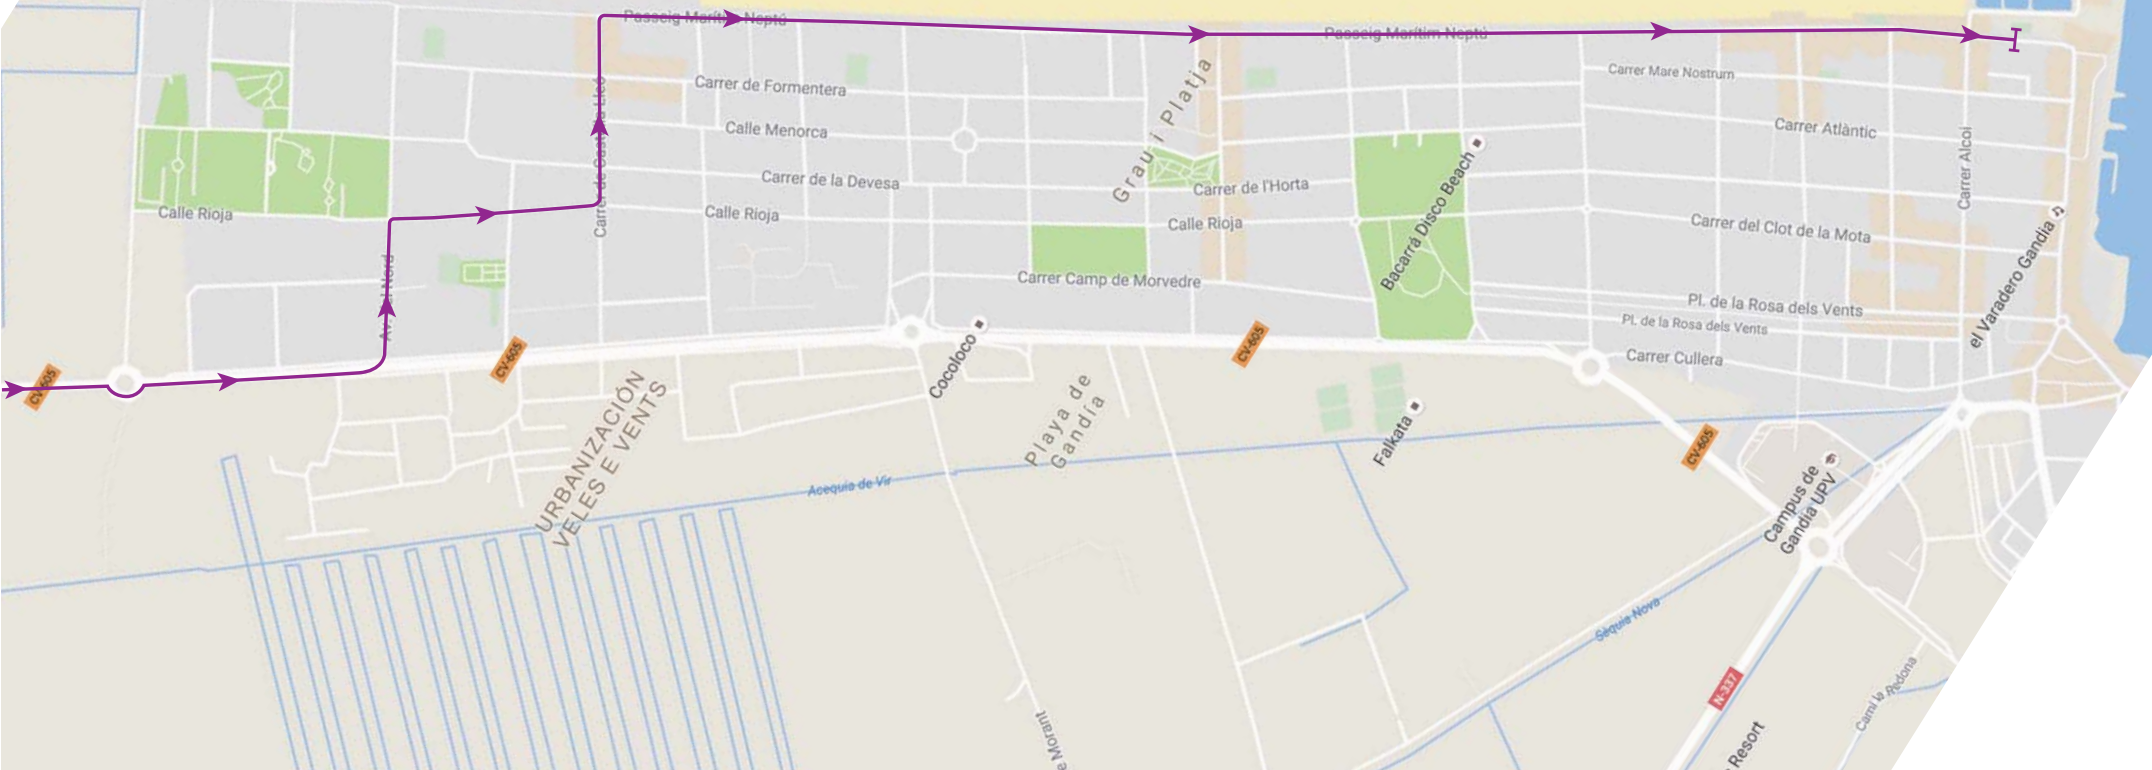 Passeig Marítim Neptú
Passeig Marítim Neptú
Carrer Mare Nostrum
Carrer de Formentera
Grau i Platja
Calle Menorca
Carrer Atlàntic
Carrer Alcoi
Carrer de la Devesa
Carrer de l'Horta
Bacarrá Disco Beach
Calle Rioja
Calle Rioja
Calle Rioja
Carrer del Clot de la Mota
el Varadero Gandia
Carrer Camp de Morvedre
Pl. de la Rosa dels Vents
Pl. de la Rosa dels Vents
Carrer Cullera
CV-605
CV-605
CV-605
CV-605
Cocoloco
URBANIZACIÓN
VELES E VENTS
Playa de
Gandía
Falkata
Acequia de Vir
Campus de
Gandia UPV
Séquia Nova
N-337
Camí la Redona
Resort
e Morant